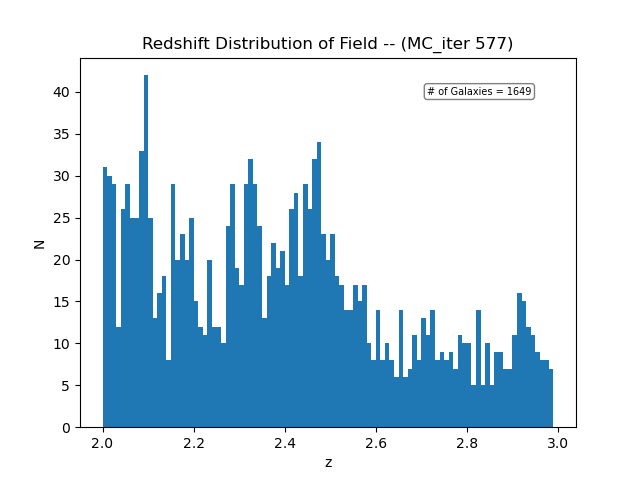 Redshift Distribution of Field -- (MC_iter 577)
# of Galaxies = 1649
40
35
30
25
20
15
10
5
0
N
2.0 2.2 2.4 2.6 2.8 3.0
z